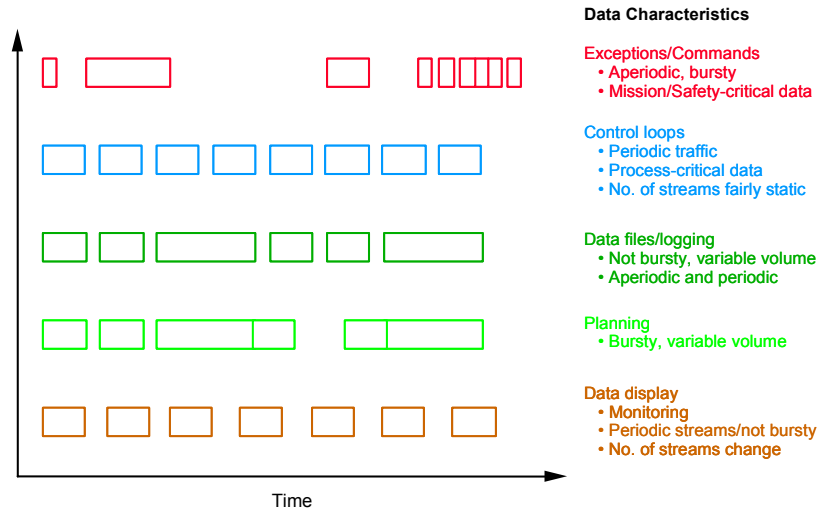 Data Characteristics
Exceptions/Commands
• Aperiodic, bursty
• Mission/Safety-critical data
Control loops
• Periodic traffic
• Process-critical data
• No. of streams fairly static
Data files/logging
• Not bursty, variable volume
• Aperiodic and periodic
Planning
• Bursty, variable volume
Data display
• Monitoring
• Periodic streams/not bursty
• No. of streams change
Time